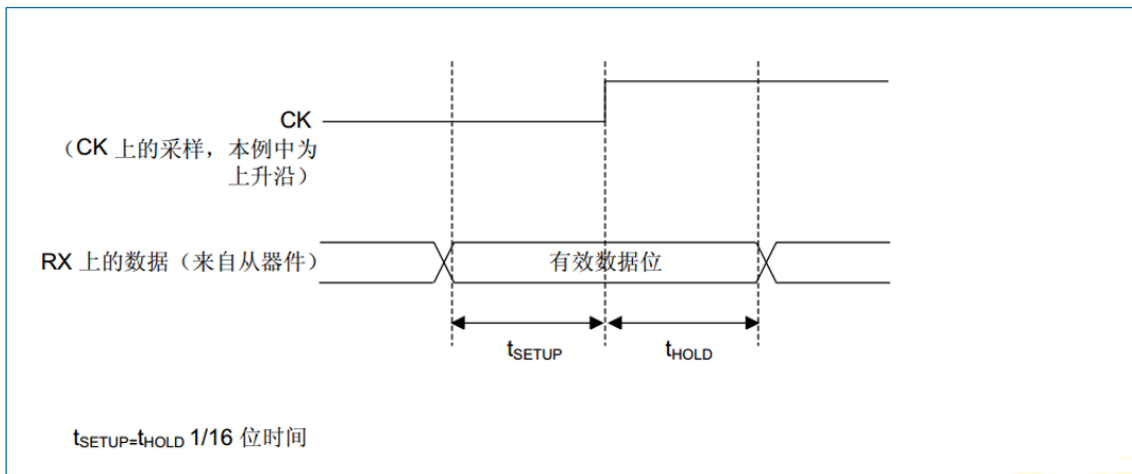 CK
（CK 上的采样，本例中为
上升沿）
RX 上的数据（来自从器件）
有效数据位
tSETUP
tHOLD
tSETUP=tHOLD 1/16 位时间